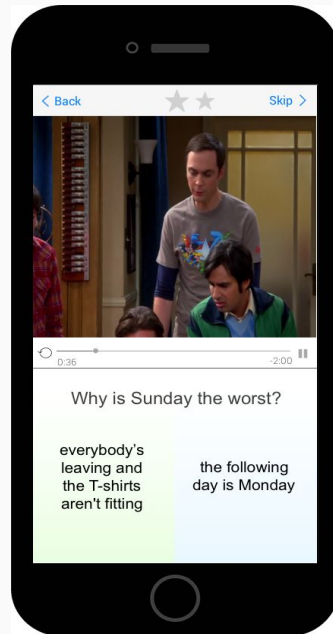 Back
Skip
0:36
-2:00
Why is Sunday the worst?
everybody's
leaving and
the T-shirts
aren't fitting
the following
day is Monday